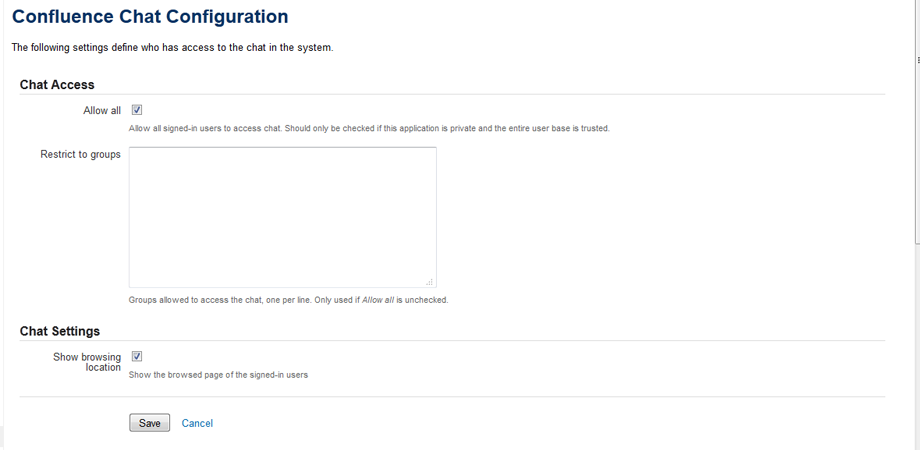 Confluence Chat Configuration
The following settings define who has access to the chat in the system.
Chat Access
Allow all
Allow all signed-in users to access chat. Should only be checked if this application is private and the entire user base is trusted.
Restrict to groups
Groups allowed to access the chat, one per line. Only used if Allow all is unchecked.
Chat Settings
Show browsing
location
Show the browsed page of the signed-in users
Save Cancel